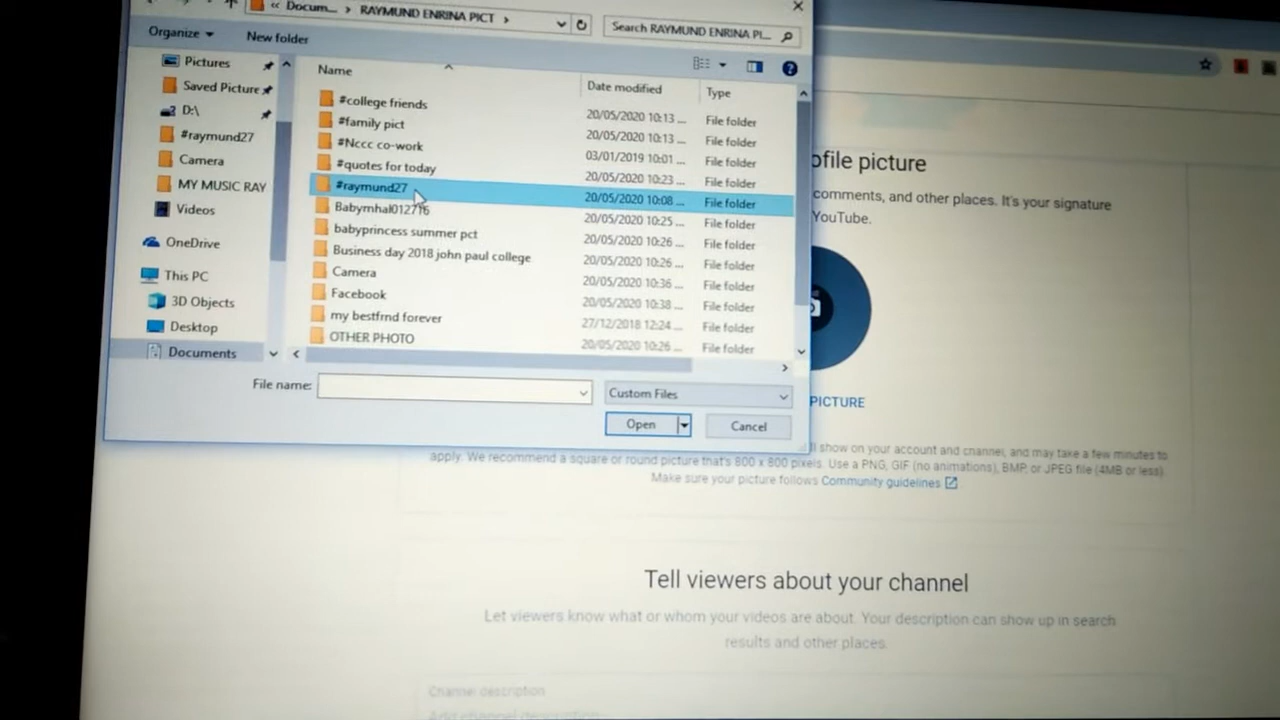 « Docum... › RAYMUND ENRINA PICT ›
Search RAYMUND ENRINA PI...
Organize
New folder
Pictures
Saved Picture
D:\
#raymund27
Camera
MY MUSIC RAY
Videos
OneDrive
This PC
3D Objects
Desktop
Documents
Name Date modified Type
#college friends 20/05/2020 10:13 ... File folder
#family pict 20/05/2020 10:13 ... File folder
#Nccc co-work 03/01/2019 10:01 ... File folder
#quotes for today 20/05/2020 10:23 ... File folder
#raymund27 20/05/2020 10:08 ... File folder
Babymhal012716 20/05/2020 10:25 ... File folder
babyprincess summer pct 20/05/2020 10:26 ... File folder
Business day 2018 john paul college 20/05/2020 10:26 ... File folder
Camera 20/05/2020 10:36 ... File folder
Facebook 20/05/2020 10:38 ... File folder
my bestfrnd forever 27/12/2018 12:24 ... File folder
OTHER PHOTO 20/05/2020 10:26 ... File folder
File name:
Custom Files
Open
Cancel
ofile picture
comments, and other places. It's your signature
YouTube.
PICTURE
ll show on your account and channel, and may take a few minutes to
apply. We recommend a square or round picture that's 800 x 800 pixels. Use a PNG, GIF (no animations), BMP, or JPEG file (4MB or less).
Make sure your picture follows Community guidelines
Tell viewers about your channel
Let viewers know what or whom your videos are about. Your description can show up in search
results and other places.
Channel description
Add channel description